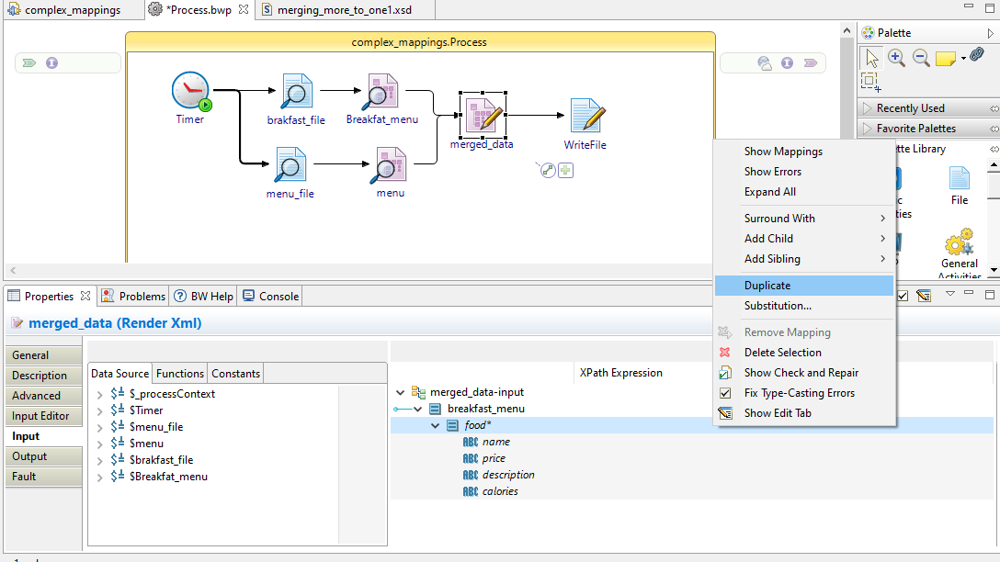 complex_mappings
*Process.bwp
merging_more_to_one1.xsd
complex_mappings.Process
Timer
brakfast_file
Breakfat_menu
merged_data
WriteFile
menu_file
menu
Palette
Recently Used
Favorite Palettes
tte Library
File
ties
General
Activities
Show Mappings
Show Errors
Expand All
Surround With
Add Child
Add Sibling
Duplicate
Substitution...
Remove Mapping
Delete Selection
Show Check and Repair
Fix Type-Casting Errors
Show Edit Tab
Properties
Problems
BW Help
Console
merged_data (Render Xml)
General
Description
Advanced
Input Editor
Input
Output
Fault
Data Source
Functions
Constants
$_processContext
$Timer
$menu_file
$menu
$brakfast_file
$Breakfat_menu
XPath Expression
merged_data-input
breakfast_menu
food*
ABC name
ABC price
ABC description
ABC calories